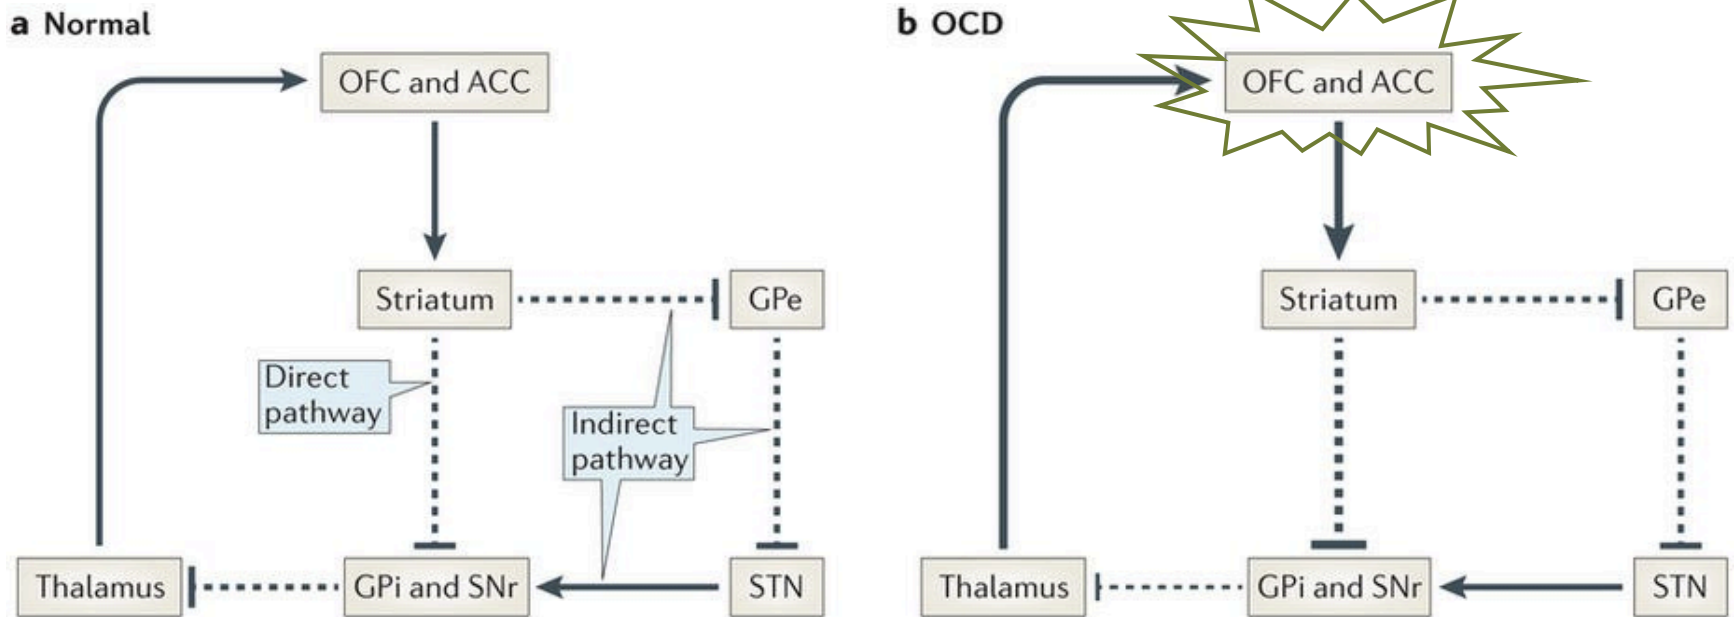 a Normal
OFC and ACC
Striatum
GPe
Direct
pathway
Indirect
pathway
Thalamus
GPi and SNr
STN
b OCD
OFC and ACC
Striatum
GPe
Thalamus
GPi and SNr
STN